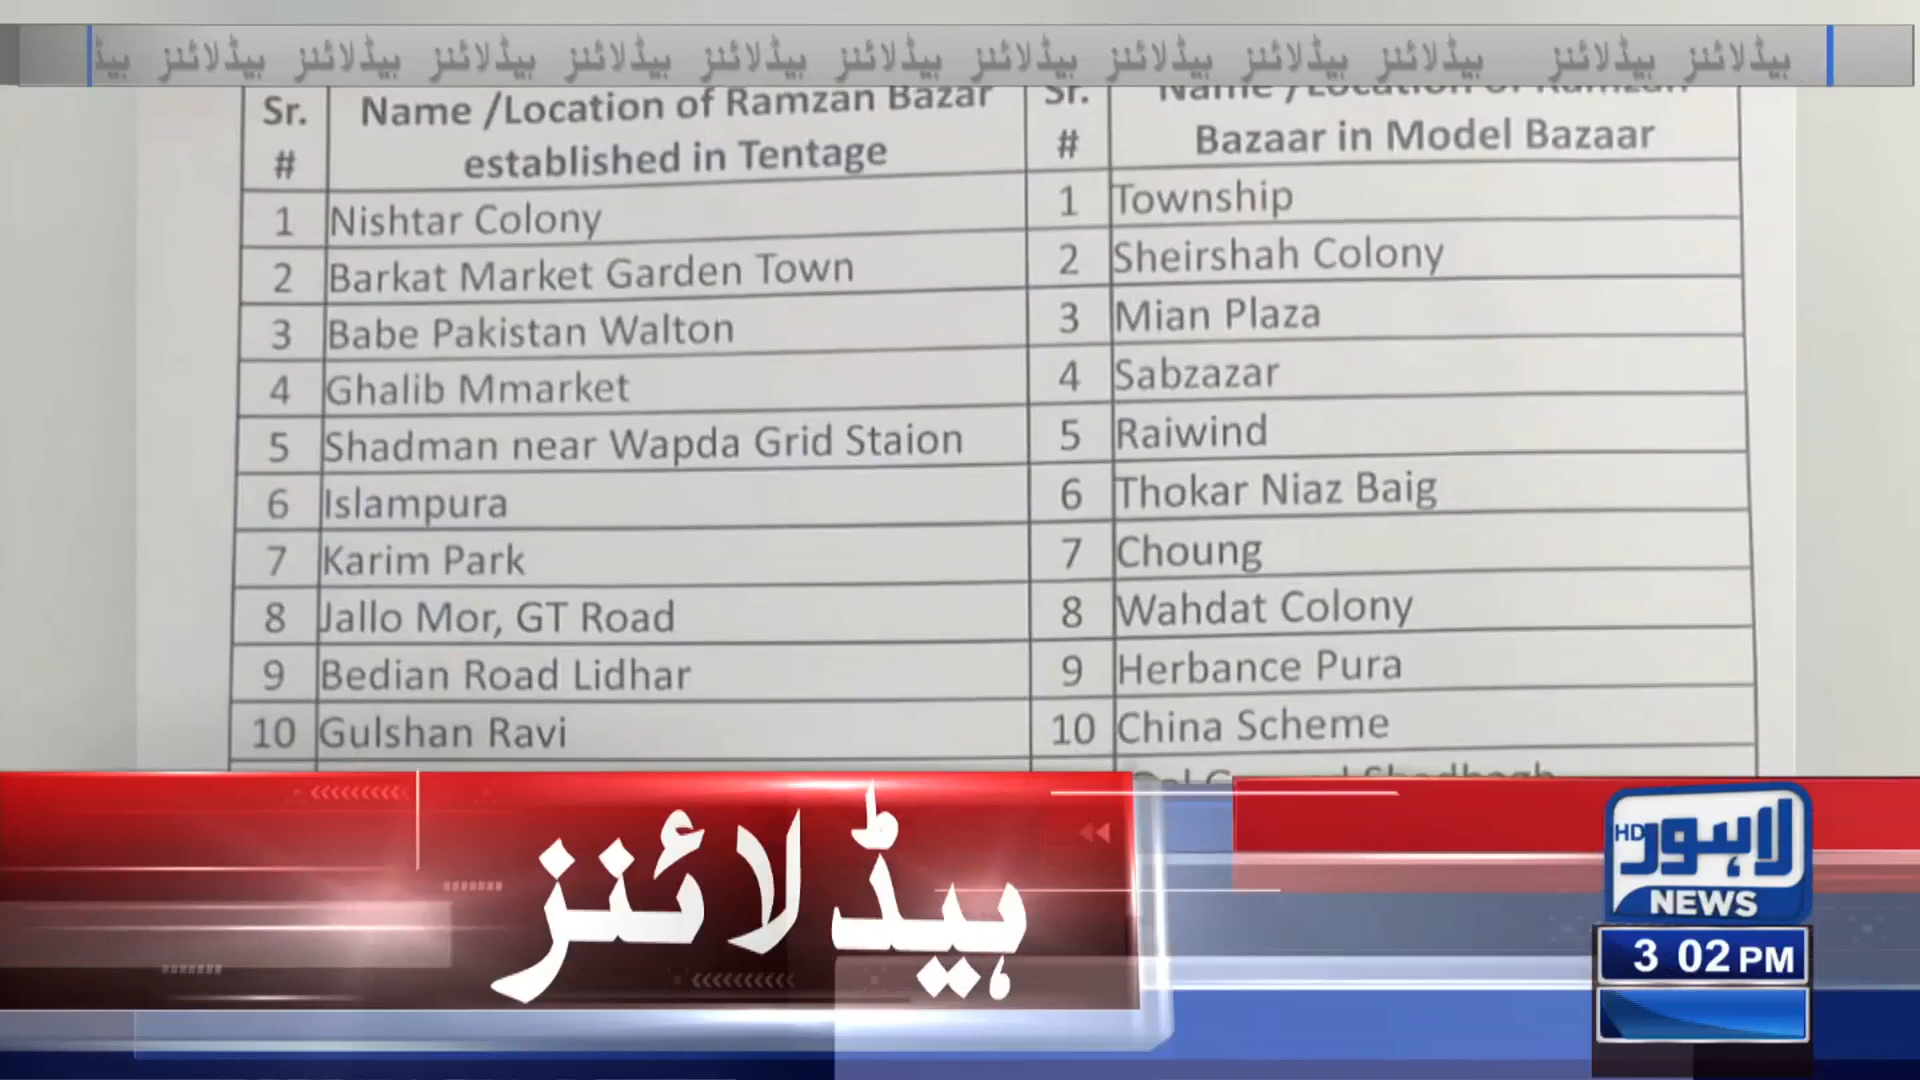 ہیڈلائنز ہیڈلائنز ہیڈلائنز ہیڈلائنز ہیڈلائنز ہیڈلائنز ہیڈلائنز ہیڈلائنز ہیڈلائنز ہیڈلائنز ہیڈلائنز ہیڈلائنز ہیڈ
Sr. # Name /Location of Ramzan Bazar established in Tentage Sr. # Name /Location of Ramzan Bazaar in Model Bazaar
1 Nishtar Colony 1 Township
2 Barkat Market Garden Town 2 Sheirshah Colony
3 Babe Pakistan Walton 3 Mian Plaza
4 Ghalib Mmarket 4 Sabzazar
5 Shadman near Wapda Grid Staion 5 Raiwind
6 Islampura 6 Thokar Niaz Baig
7 Karim Park 7 Choung
8 Jallo Mor, GT Road 8 Wahdat Colony
9 Bedian Road Lidhar 9 Herbance Pura
10 Gulshan Ravi 10 China Scheme
ہیڈلائنز
لاہور HD
NEWS
3 02 PM